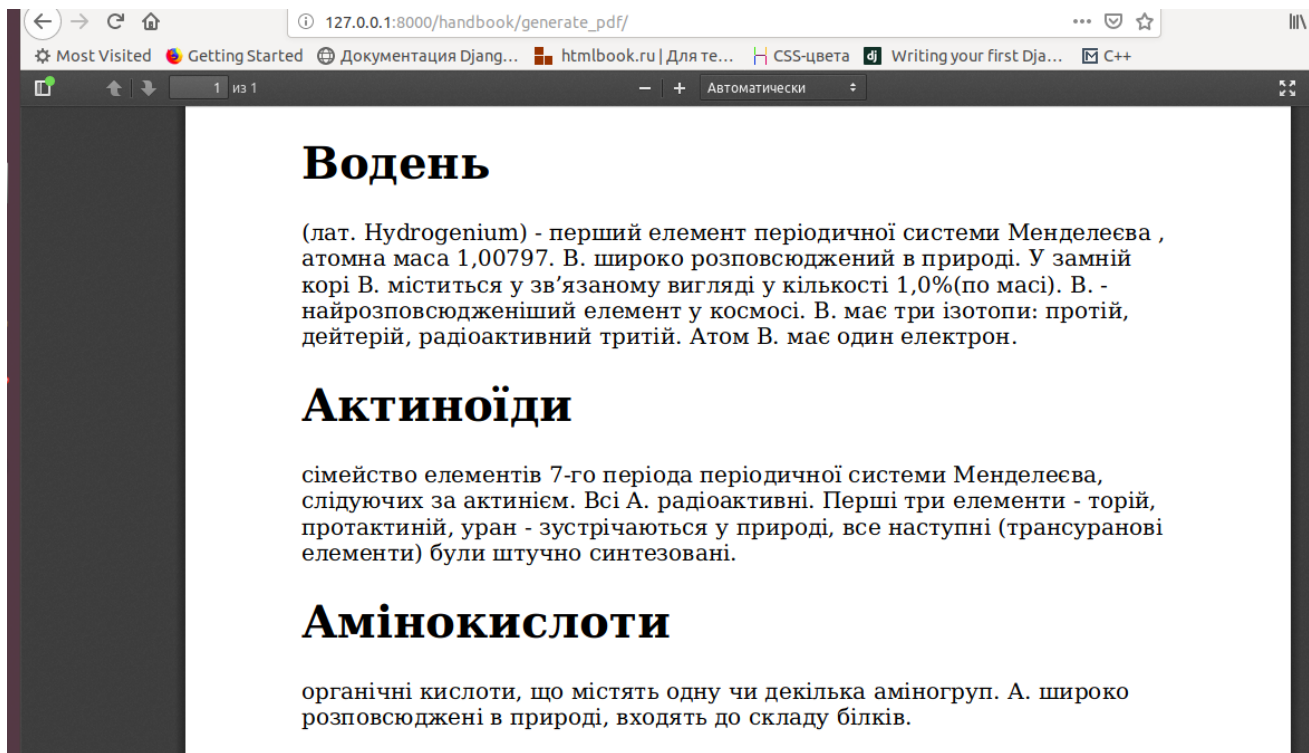 127.0.0.1:8000/handbook/generate_pdf/
Most Visited Getting Started Документация Djang... htmlbook.ru | Для те... CSS-цвета dj Writing your first Dja... C++
1 из 1 Автоматически
Водень
(лат. Hydrogenium) - перший елемент періодичної системи Менделеєва ,
атомна маса 1,00797. В. широко розповсюджений в природі. У замній
корі В. міститься у зв’язаному вигляді у кількості 1,0%(по масі). В. -
найрозповсюдженіший елемент у космосі. В. має три ізотопи: протій,
дейтерій, радіоактивний тритій. Атом В. має один електрон.
Актиноїди
сімейство елементів 7-го періода періодичної системи Менделеєва,
слідуючих за актинієм. Всі А. радіоактивні. Перші три елементи - торій,
протактиній, уран - зустрічаються у природі, все наступні (трансуранові
елементи) були штучно синтезовані.
Амінокислоти
органічні кислоти, що містять одну чи декілька аміногруп. А. широко
розповсюджені в природі, входять до складу білків.